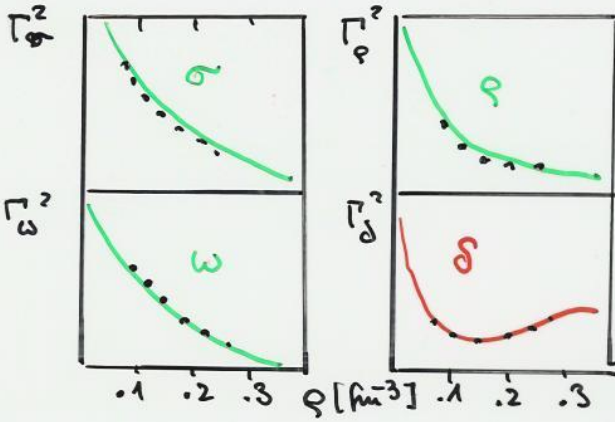 Γσ²
σ
Γρ²
ρ
Γω²
ω
Γδ²
δ
.1 .2 .3 ρ [fm⁻³] .1 .2 .3